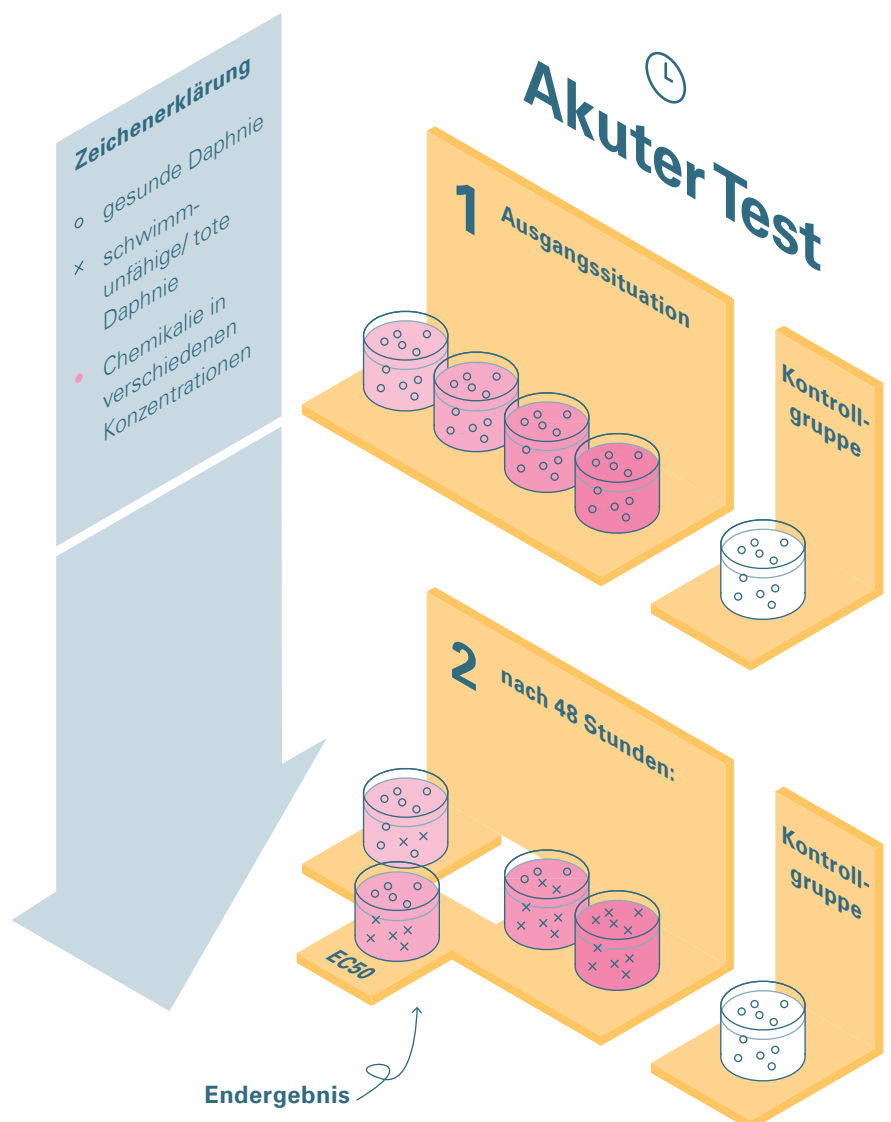 Akuter Test
Zeichenerklärung
gesunde Daphnie
schwimm-
unfähige/ tote
Daphnie
Chemikalie in
verschiedenen
Konzentrationen
1 Ausgangssituation
Kontroll-
gruppe
2 nach 48 Stunden:
Kontroll-
gruppe
EC50
Endergebnis